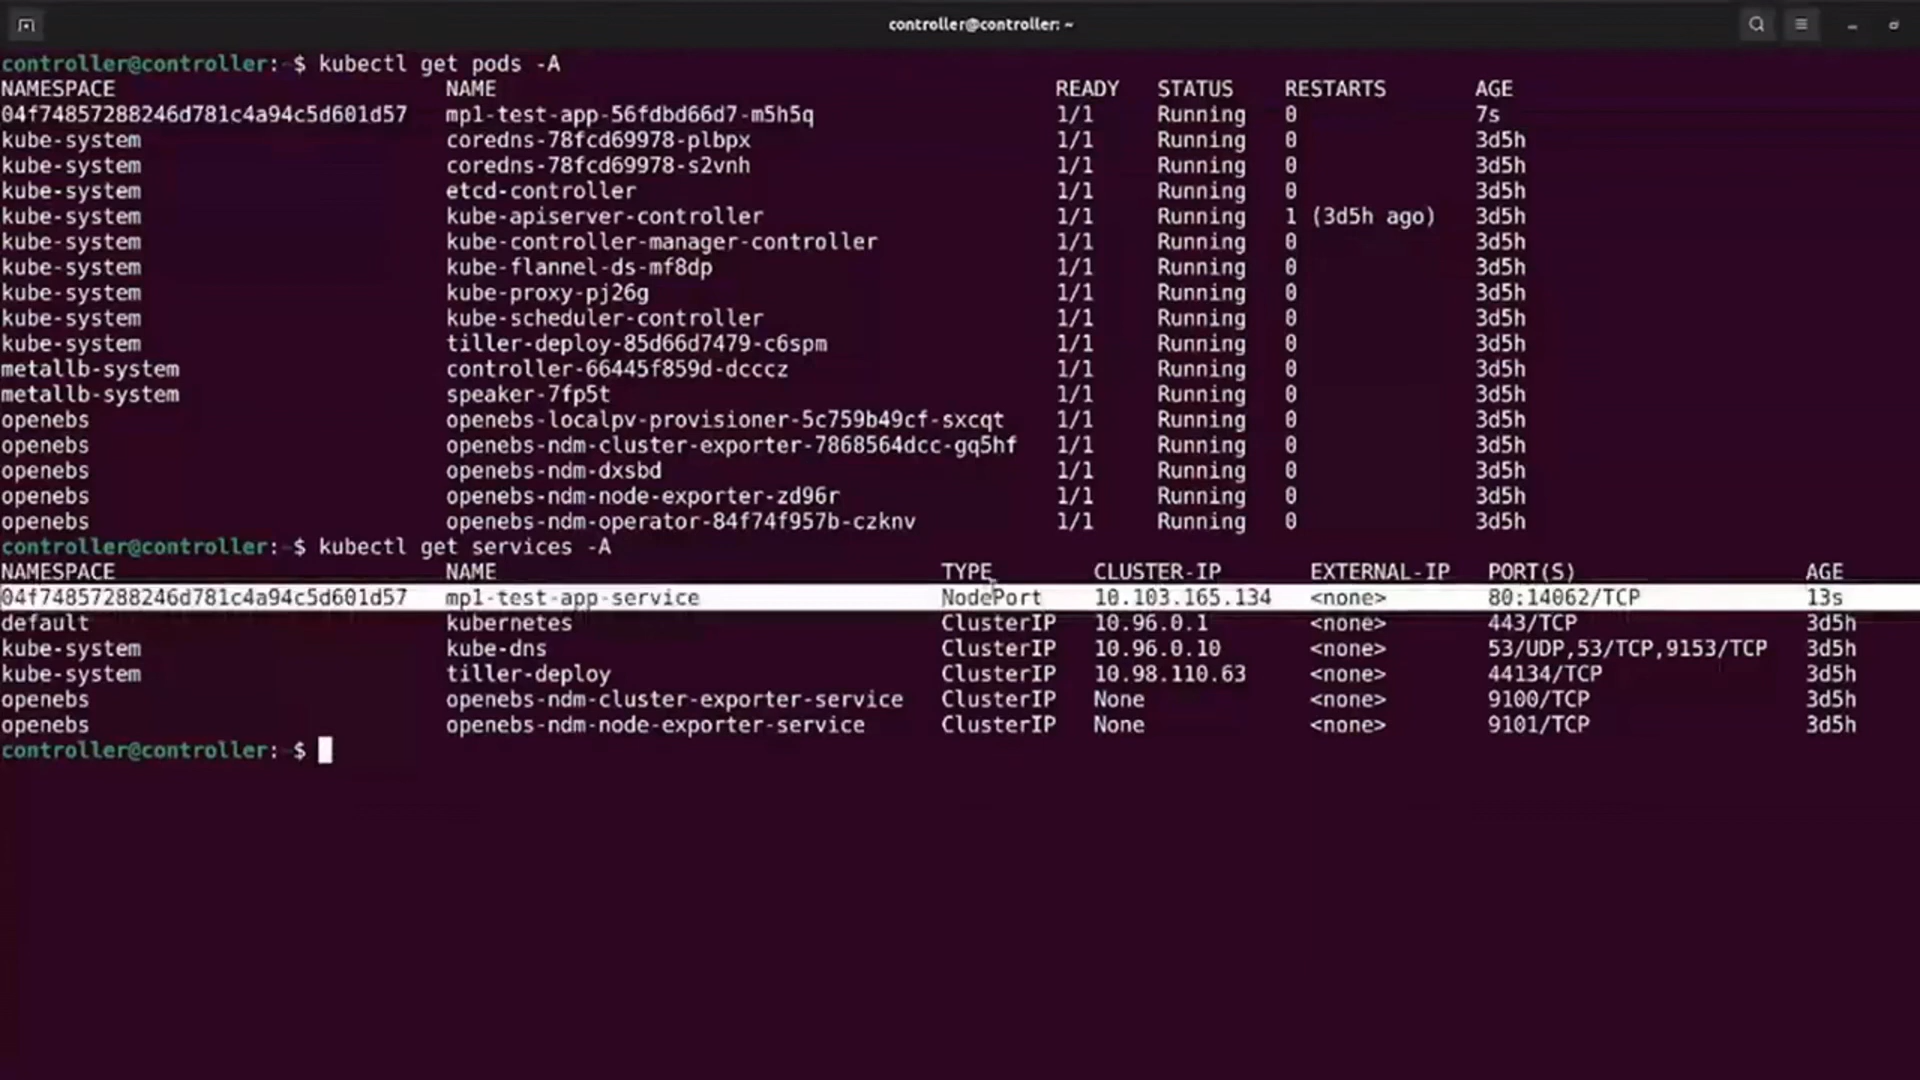 controller@controller: ~
controller@controller:~$ kubectl get pods -A
NAMESPACE NAME READY STATUS RESTARTS AGE
04f74857288246d781c4a94c5d601d57 mp1-test-app-56fdbd66d7-m5h5q 1/1 Running 0 7s
kube-system coredns-78fcd69978-plbpx 1/1 Running 0 3d5h
kube-system coredns-78fcd69978-s2vnh 1/1 Running 0 3d5h
kube-system etcd-controller 1/1 Running 0 3d5h
kube-system kube-apiserver-controller 1/1 Running 1 (3d5h ago) 3d5h
kube-system kube-controller-manager-controller 1/1 Running 0 3d5h
kube-system kube-flannel-ds-mf8dp 1/1 Running 0 3d5h
kube-system kube-proxy-pj26g 1/1 Running 0 3d5h
kube-system kube-scheduler-controller 1/1 Running 0 3d5h
kube-system tiller-deploy-85d66d7479-c6spm 1/1 Running 0 3d5h
metallb-system controller-66445f859d-dcccz 1/1 Running 0 3d5h
metallb-system speaker-7fp5t 1/1 Running 0 3d5h
openebs openebs-localpv-provisioner-5c759b49cf-sxcqt 1/1 Running 0 3d5h
openebs openebs-ndm-cluster-exporter-7868564dcc-gq5hf 1/1 Running 0 3d5h
openebs openebs-ndm-dxsbd 1/1 Running 0 3d5h
openebs openebs-ndm-node-exporter-zd96r 1/1 Running 0 3d5h
openebs openebs-ndm-operator-84f74f957b-czknv 1/1 Running 0 3d5h
controller@controller:~$ kubectl get services -A
NAMESPACE NAME TYPE CLUSTER-IP EXTERNAL-IP PORT(S) AGE
04f74857288246d781c4a94c5d601d57 mp1-test-app-service NodePort 10.103.165.134 <none> 80:14062/TCP 13s
default kubernetes ClusterIP 10.96.0.1 <none> 443/TCP 3d5h
kube-system kube-dns ClusterIP 10.96.0.10 <none> 53/UDP,53/TCP,9153/TCP 3d5h
kube-system tiller-deploy ClusterIP 10.98.110.63 <none> 44134/TCP 3d5h
openebs openebs-ndm-cluster-exporter-service ClusterIP None <none> 9100/TCP 3d5h
openebs openebs-ndm-node-exporter-service ClusterIP None <none> 9101/TCP 3d5h
controller@controller:~$